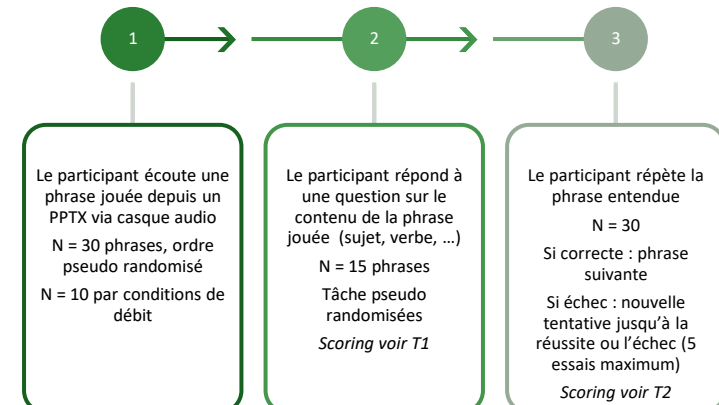 1
2
3
Le participant écoute une
phrase jouée depuis un
PPTX via casque audio
N = 30 phrases, ordre
pseudo randomisé
N = 10 par conditions de
débit
Le participant répond à
une question sur le
contenu de la phrase
jouée (sujet, verbe, …)
N = 15 phrases
Tâche pseudo
randomisées
Scoring voir T1
Le participant répète la
phrase entendue
N = 30
Si correcte : phrase
suivante
Si échec : nouvelle
tentative jusqu’à la
réussite ou l’échec (5
essais maximum)
Scoring voir T2